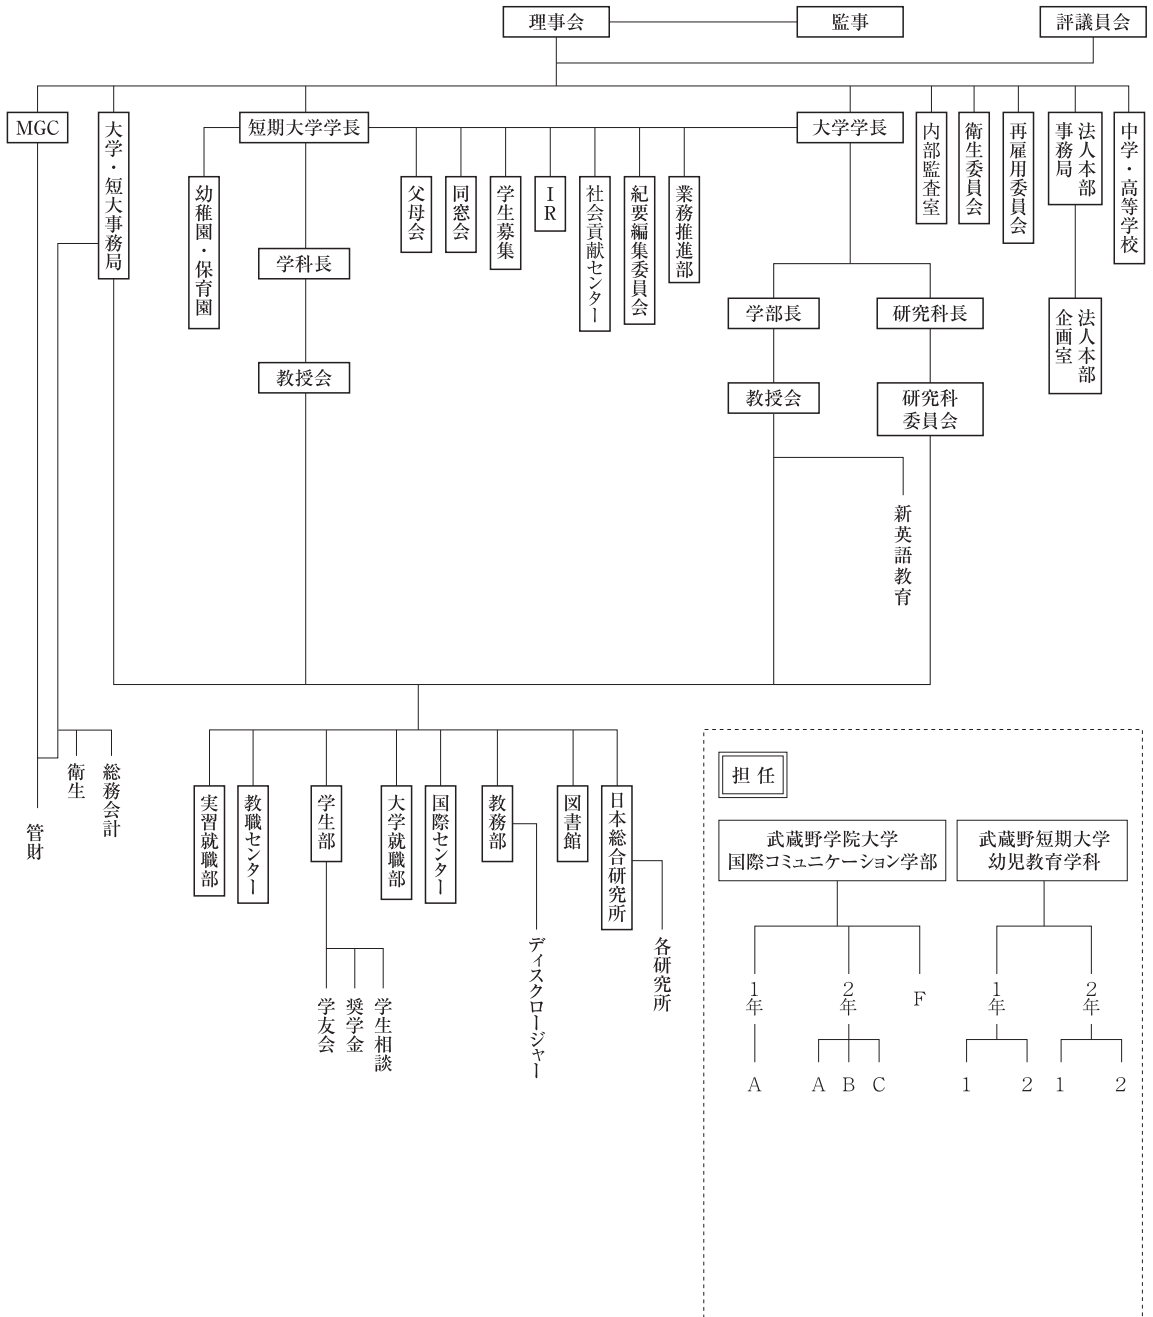 理事会
監事
評議員会
MGC
大学・短大事務局
短期大学学長
大学学長
内部監査室
衛生委員会
再雇用委員会
法人本部
事務局
中学・高等学校
幼稚園・保育園
父母会
同窓会
学生募集
IR
社会貢献センター
紀要編集委員会
業務推進部
学科長
学部長
研究科長
法人本部
企画室
教授会
教授会
研究科
委員会
新英語教育
衛生
総務会計
管財
実習就職部
教職センター
学生部
大学就職部
国際センター
教務部
図書館
日本総合研究所
学友会
奨学金
学生相談
ディスクロージャー
各研究所
担任
武蔵野学院大学
国際コミュニケーション学部
武蔵野短期大学
幼児教育学科
1年
2年
F
1年
2年
A
A
B
C
1
2
1
2